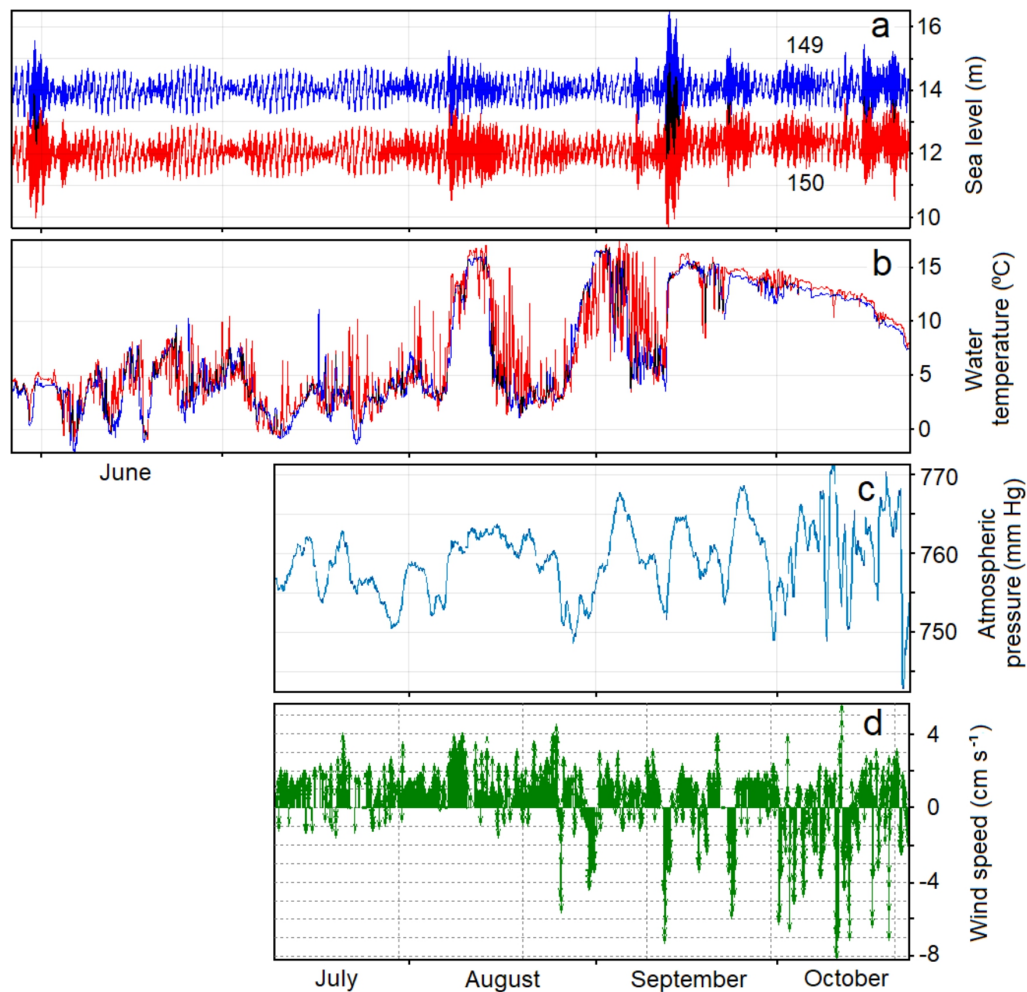 a
149
150
16
14
12
10
Sea level (m)
b
15
10
5
0
Water
temperature (ºC)
June
c
770
760
750
Atmospheric
pressure (mm Hg)
d
4
0
-4
-8
Wind speed (cm s⁻¹)
July August September October